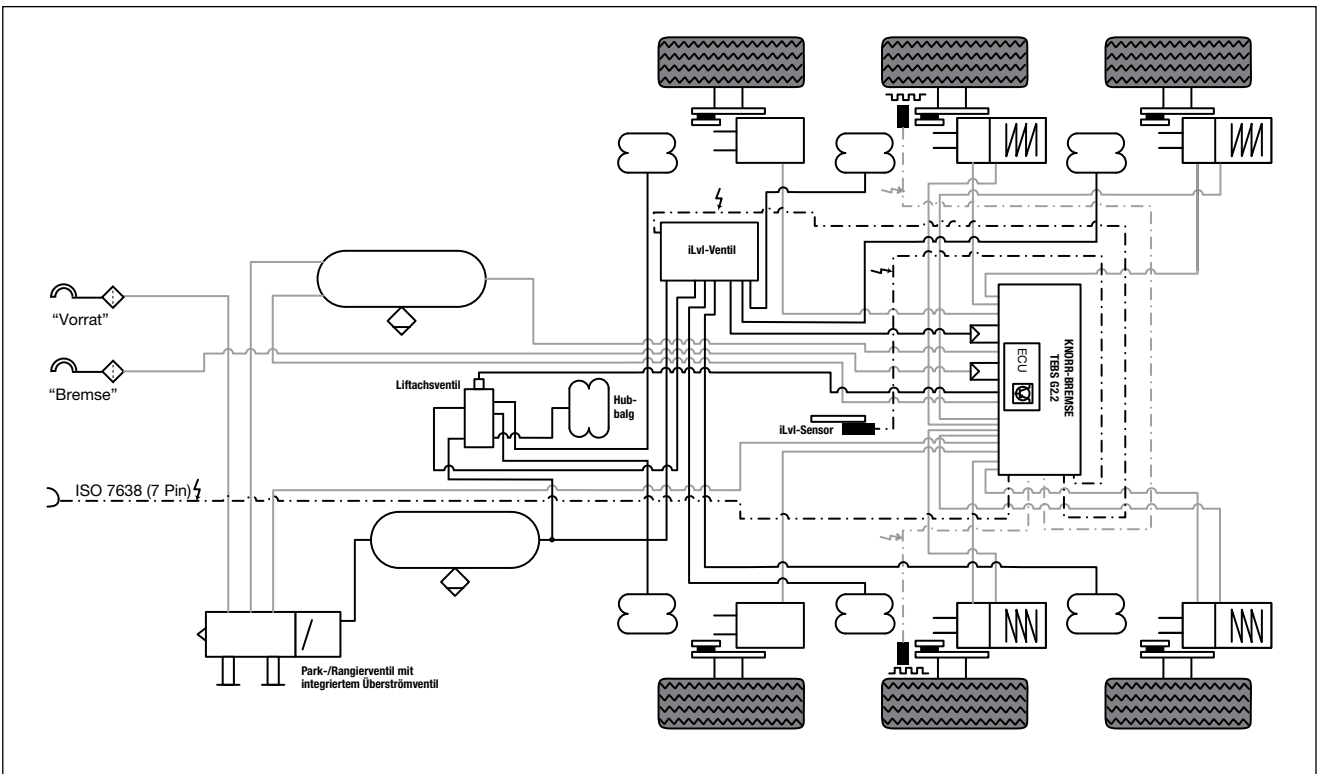 iLvl-Ventil
“Vorrat”
“Bremse”
KNORR-BREMSE
TEBS G2.2
ECU
Liftachsventil
Hub-
balg
iLvl-Sensor
ISO 7638 (7 Pin)
Park-/Rangierventil mit
integriertem Überströmventil